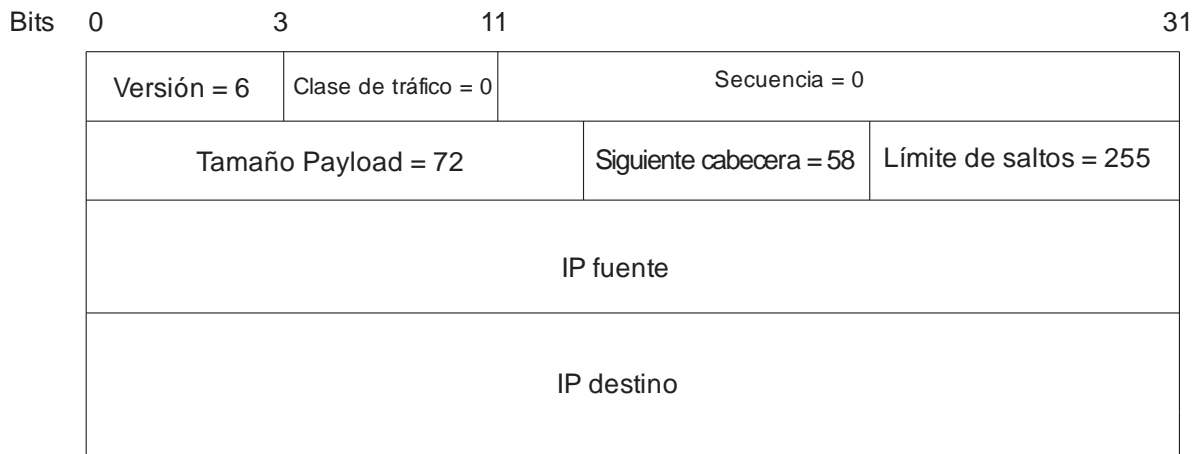 Bits 0 3 11 31
Versión = 6 Clase de tráfico = 0 Secuencia = 0
Tamaño Payload = 72 Siguiente cabecera = 58 Límite de saltos = 255
IP fuente
IP destino